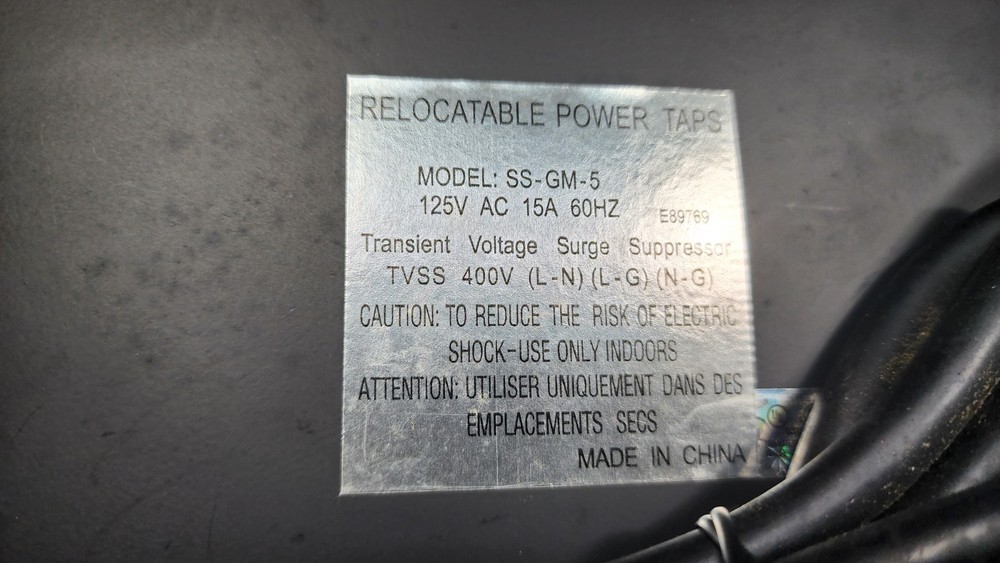 RELOCATABLE POWER TAPS
MODEL: SS-GM-5
125V AC 15A 60HZ E89769
Transient Voltage Surge Suppressor
TVSS 400V (L-N) (L-G) (N-G)
CAUTION: TO REDUCE THE RISK OF ELECTRIC
SHOCK-USE ONLY INDOORS
ATTENTION: UTILISER UNIQUEMENT DANS DES
EMPLACEMENTS SECS
MADE IN CHINA